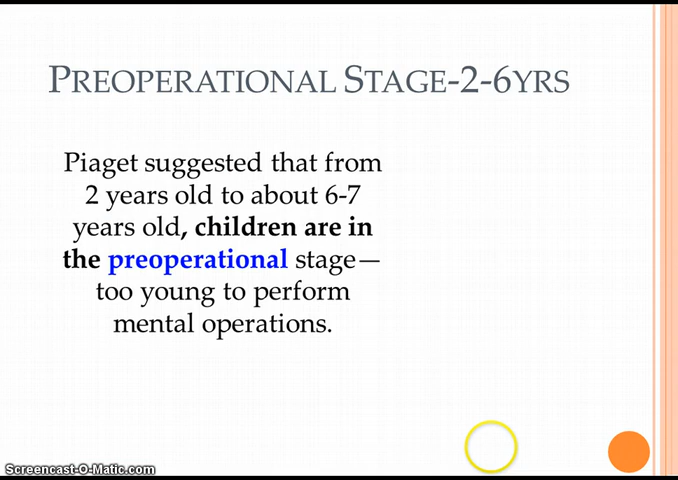 PREOPERATIONAL STAGE-2-6YRS
Piaget suggested that from
2 years old to about 6-7
years old, children are in
the preoperational stage—
too young to perform
mental operations.
Screencast-O-Matic.com